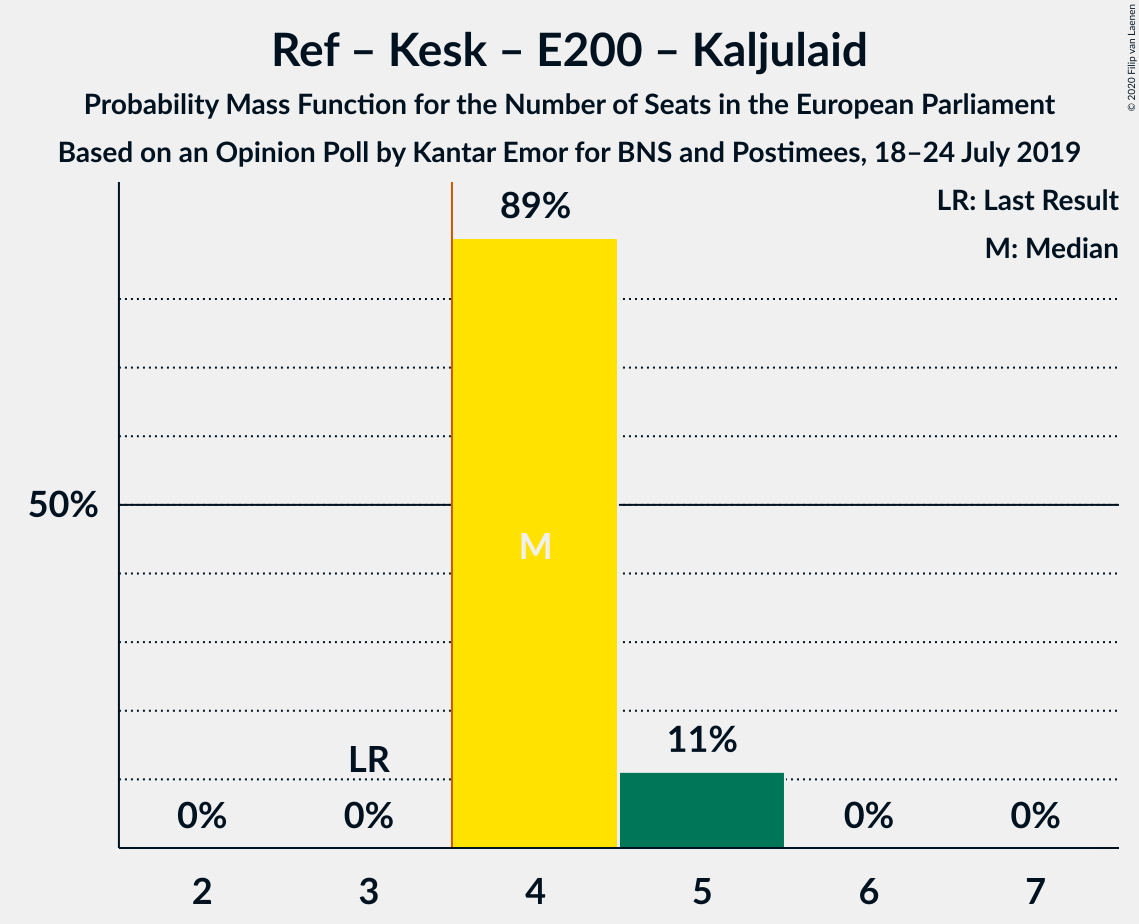 Ref – Kesk – E200 – Kaljulaid
Probability Mass Function for the Number of Seats in the European Parliament
Based on an Opinion Poll by Kantar Emor for BNS and Postimees, 18–24 July 2019
© 2020 Filip van Laenen
LR: Last Result
M: Median
89%
50%
M
11%
LR
0%
0%
0%
0%
2
3
4
5
6
7